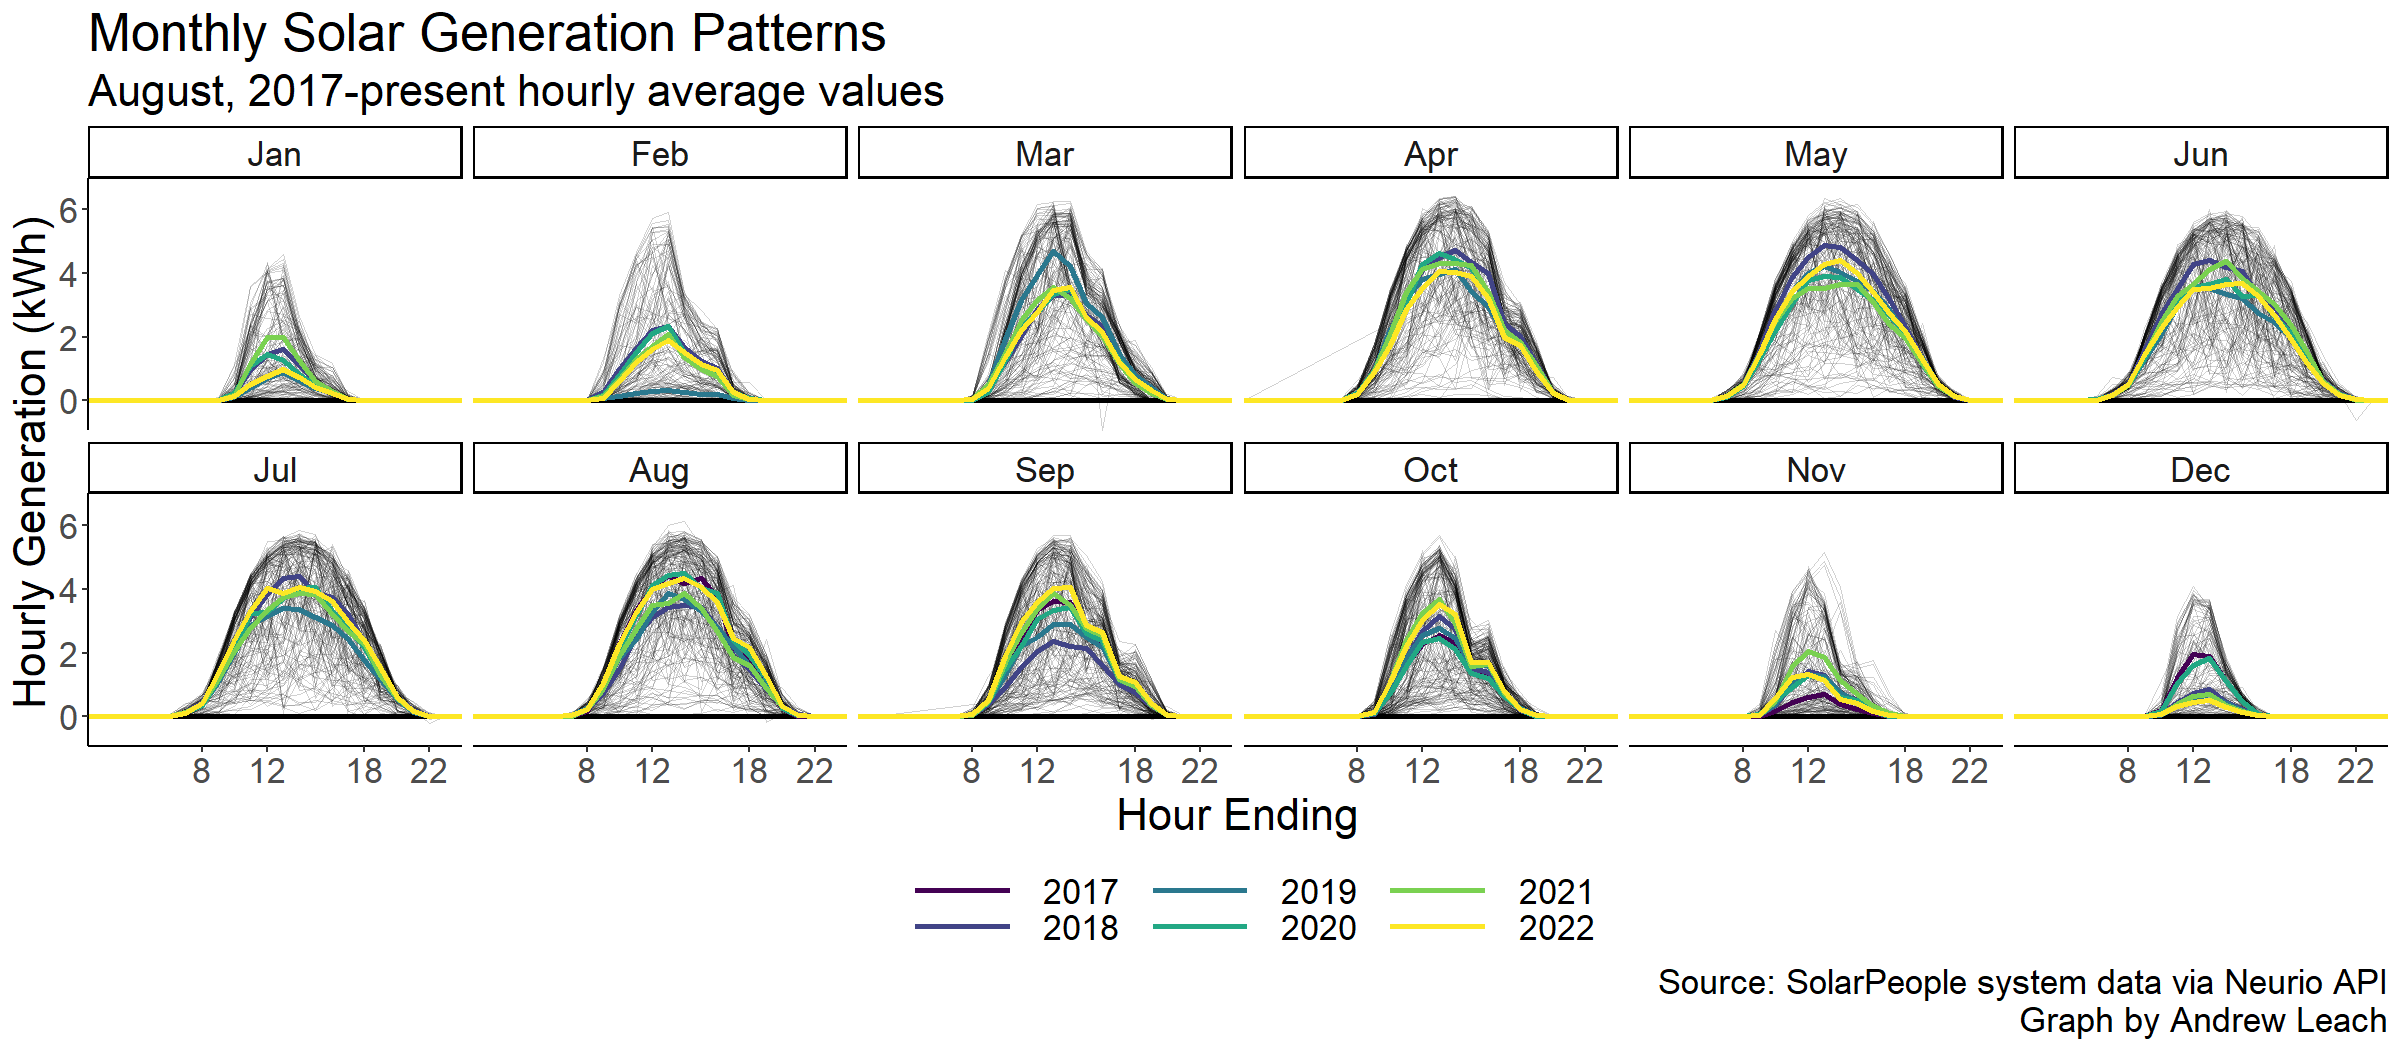 Monthly Solar Generation Patterns
August, 2017-present hourly average values
Jan Feb Mar Apr May Jun
6
4
2
0
Hourly Generation (kWh)
Jul Aug Sep Oct Nov Dec
6
4
2
0
8 12 18 22 8 12 18 22 8 12 18 22 8 12 18 22 8 12 18 22 8 12 18 22
Hour Ending
2017 2019 2021
2018 2020 2022
Source: SolarPeople system data via Neurio API
Graph by Andrew Leach